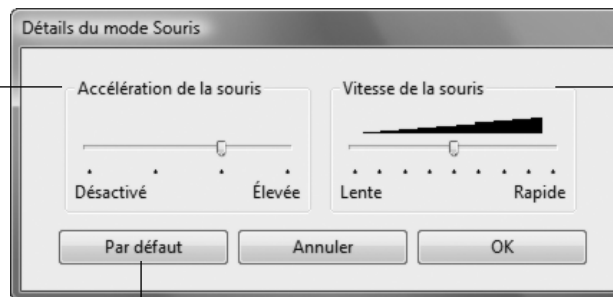 Détails du mode Souris
Accélération de la souris
Vitesse de la souris
Désactivé
Élevée
Lente
Rapide
Par défaut
Annuler
OK